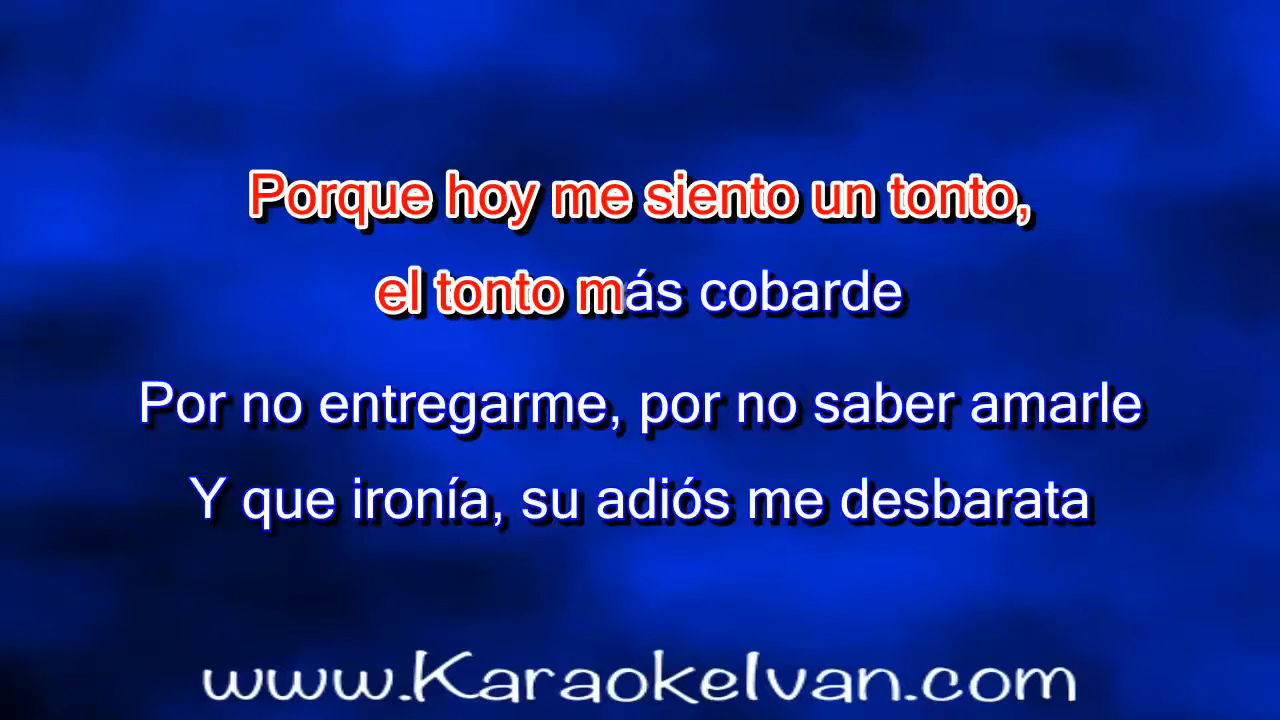 Porque hoy me siento un tonto,
el tonto más cobarde
Por no entregarme, por no saber amarle
Y que ironía, su adiós me desbarata
www.KaraokeIvan.com